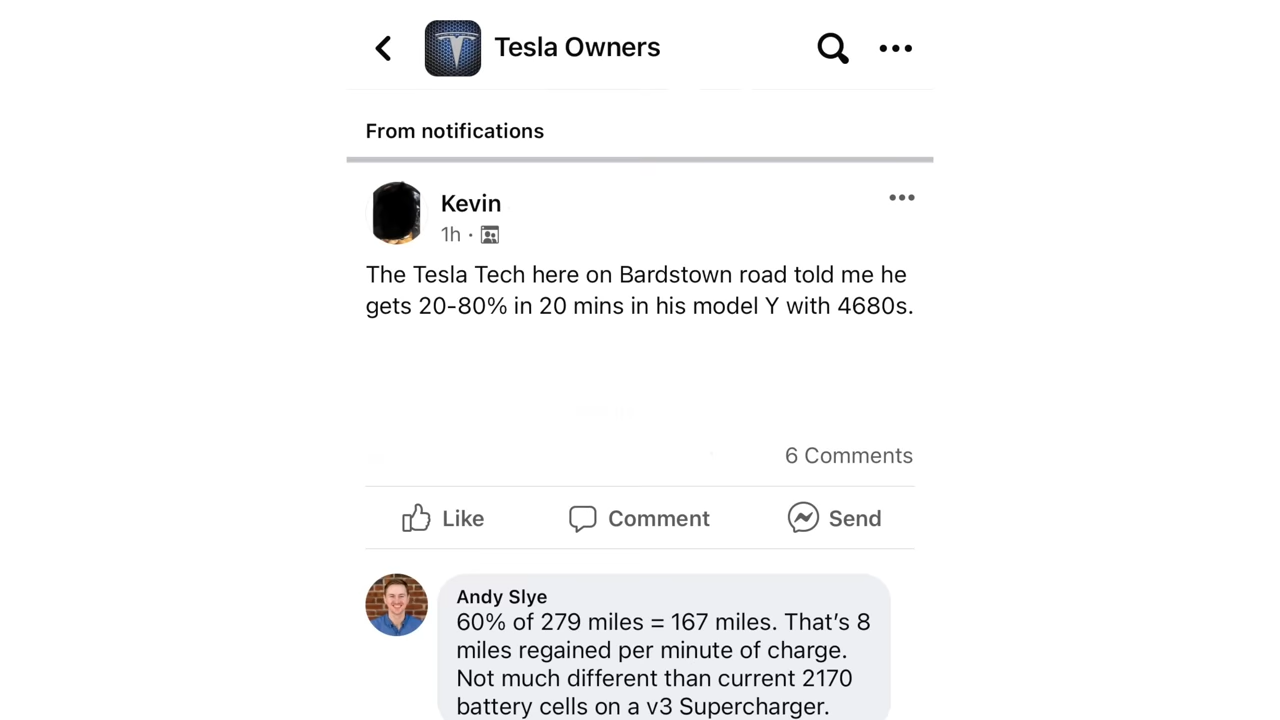 Tesla Owners
From notifications
Kevin
1h ·
The Tesla Tech here on Bardstown road told me he
gets 20-80% in 20 mins in his model Y with 4680s.
6 Comments
Like Comment Send
Andy Slye
60% of 279 miles = 167 miles. That's 8
miles regained per minute of charge.
Not much different than current 2170
battery cells on a v3 Supercharger.